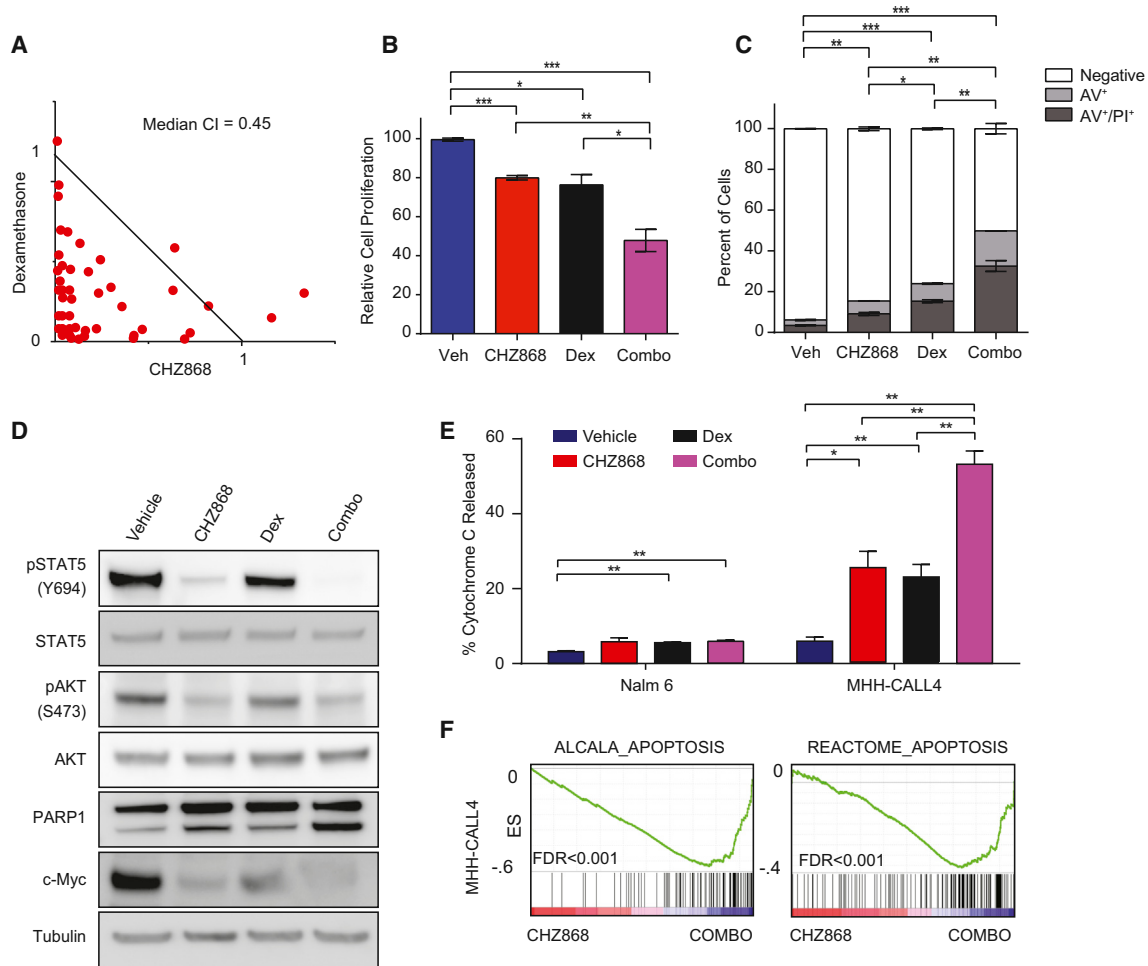 A
Median CI = 0.45
1
Dexamethasone
0
CHZ868
1
B
***
*
***
**
*
Relative Cell Proliferation
100
80
60
40
20
0
Veh
CHZ868
Dex
Combo
C
***
***
**
**
*
**
Negative
AV⁺
AV⁺/PI⁺
Percent of Cells
100
80
60
40
20
0
Veh
CHZ868
Dex
Combo
D
Vehicle
CHZ868
Dex
Combo
pSTAT5
(Y694)
STAT5
pAKT
(S473)
AKT
PARP1
c-Myc
Tubulin
E
Vehicle
CHZ868
Dex
Combo
% Cytochrome C Released
60
40
20
0
**
**
**
**
**
**
*
Nalm 6
MHH-CALL4
F
ALCALA_APOPTOSIS
REACTOME_APOPTOSIS
MHH-CALL4
ES
0
-.6
FDR<0.001
CHZ868
COMBO
0
-.4
FDR<0.001
CHZ868
COMBO